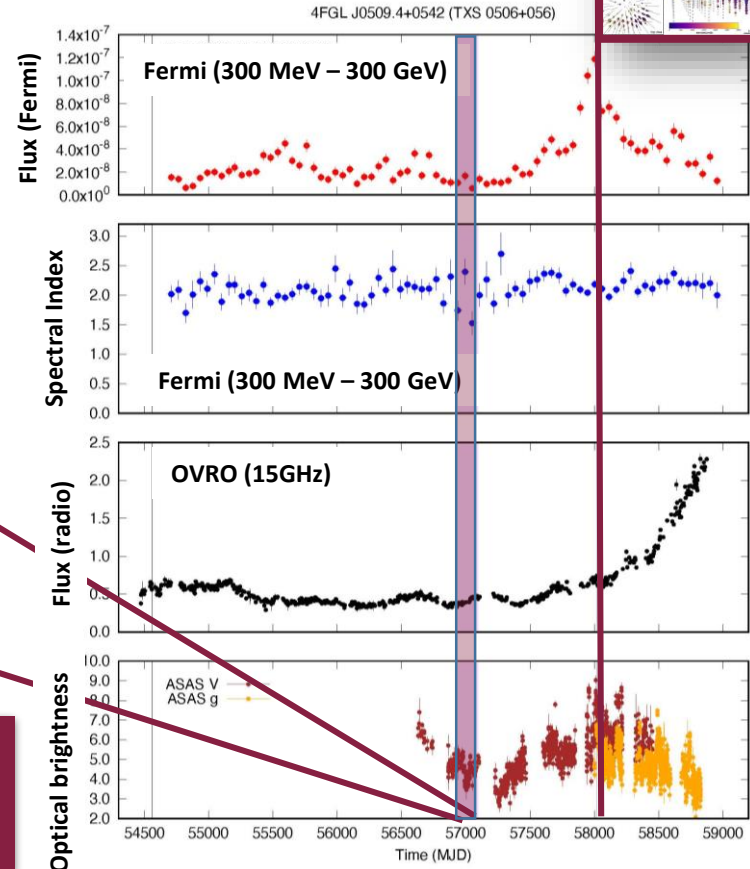 4FGL J0509.4+0542 (TXS 0506+056)
Flux (Fermi)
1.4x10⁻⁷
1.2x10⁻⁷
1.0x10⁻⁷
8.0x10⁻⁸
6.0x10⁻⁸
4.0x10⁻⁸
2.0x10⁻⁸
0.0x10⁰
Fermi (300 MeV – 300 GeV)
Spectral Index
3.0
2.5
2.0
1.5
1.0
0.5
0.0
Fermi (300 MeV – 300 GeV)
Flux (radio)
2.5
2.0
1.5
1.0
0.5
0.0
OVRO (15GHz)
Optical brightness
10.0
9.0
8.0
7.0
6.0
5.0
4.0
3.0
2.0
ASAS V
ASAS g
54500 55000 55500 56000 56500 57000 57500 58000 58500 59000
Time (MJD)